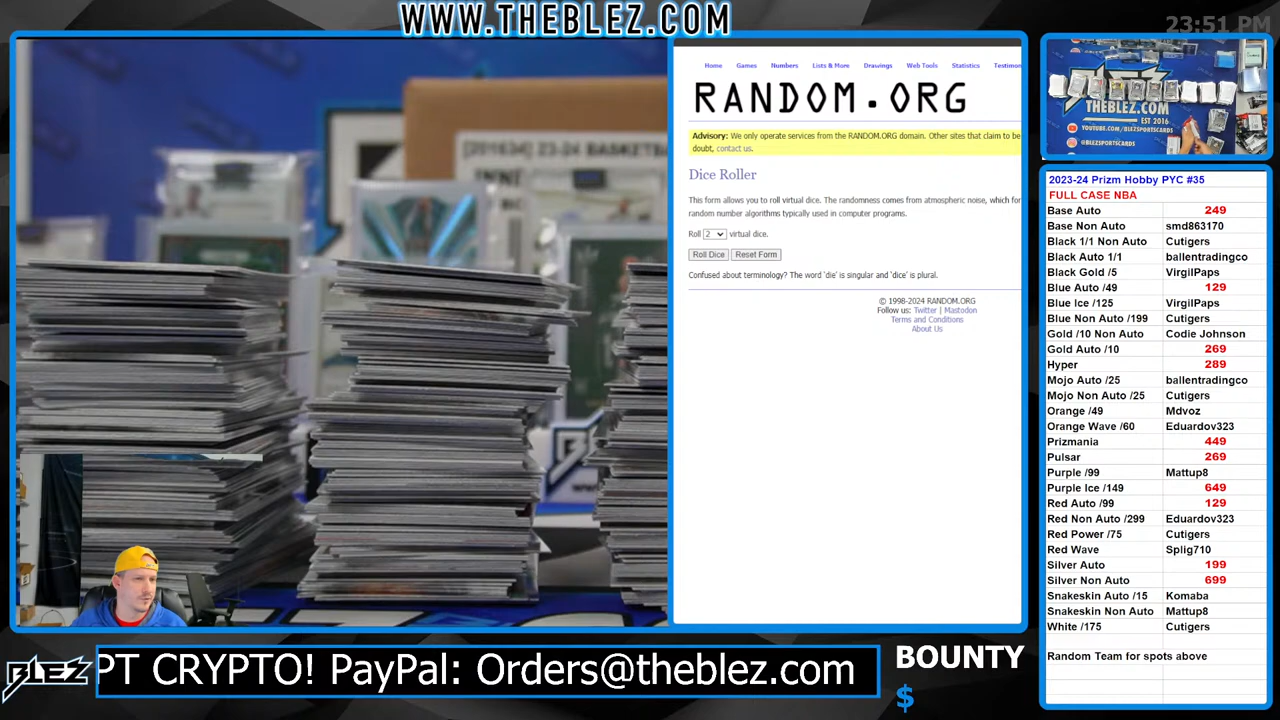 WWW.THEBLEZ.COM
23:51 PM
Home Games Numbers Lists & More Drawings Web Tools Statistics Testimon
RANDOM.ORG
Advisory: We only operate services from the RANDOM.ORG domain. Other sites that claim to be
doubt, contact us.
Dice Roller
This form allows you to roll virtual dice. The randomness comes from atmospheric noise, which for
random number algorithms typically used in computer programs.
Roll 2 virtual dice.
Roll Dice Reset Form
Confused about terminology? The word 'die' is singular and 'dice' is plural.
© 1998-2024 RANDOM.ORG
Follow us: Twitter | Mastodon
Terms and Conditions
About Us
23-24 BASKETBA
THEBLEZ.COM
EST 2016
YOUTUBE.COM/BLEZSPORTSCARDS
@BLEZSPORTSCARDS
2023-24 Prizm Hobby PYC #35
FULL CASE NBA
Base Auto 249
Base Non Auto smd863170
Black 1/1 Non Auto Cutigers
Black Auto 1/1 ballentradingco
Black Gold /5 VirgilPaps
Blue Auto /49 129
Blue Ice /125 VirgilPaps
Blue Non Auto /199 Cutigers
Gold /10 Non Auto Codie Johnson
Gold Auto /10 269
Hyper 289
Mojo Auto /25 ballentradingco
Mojo Non Auto /25 Cutigers
Orange /49 Mdvoz
Orange Wave /60 Eduardov323
Prizmania 449
Pulsar 269
Purple /99 Mattup8
Purple Ice /149 649
Red Auto /99 129
Red Non Auto /299 Eduardov323
Red Power /75 Cutigers
Red Wave Splig710
Silver Auto 199
Silver Non Auto 699
Snakeskin Auto /15 Komaba
Snakeskin Non Auto Mattup8
White /175 Cutigers
Random Team for spots above
BLEZ
PT CRYPTO! PayPal: Orders@theblez.com
BOUNTY
$